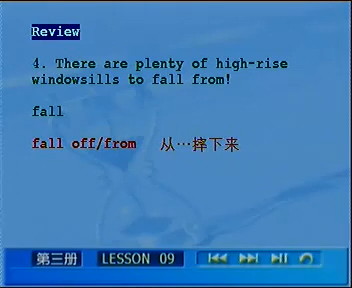 Review
4. There are plenty of high-rise
windowsills to fall from!
fall
fall off/from 从…摔下来
第三册 LESSON 09